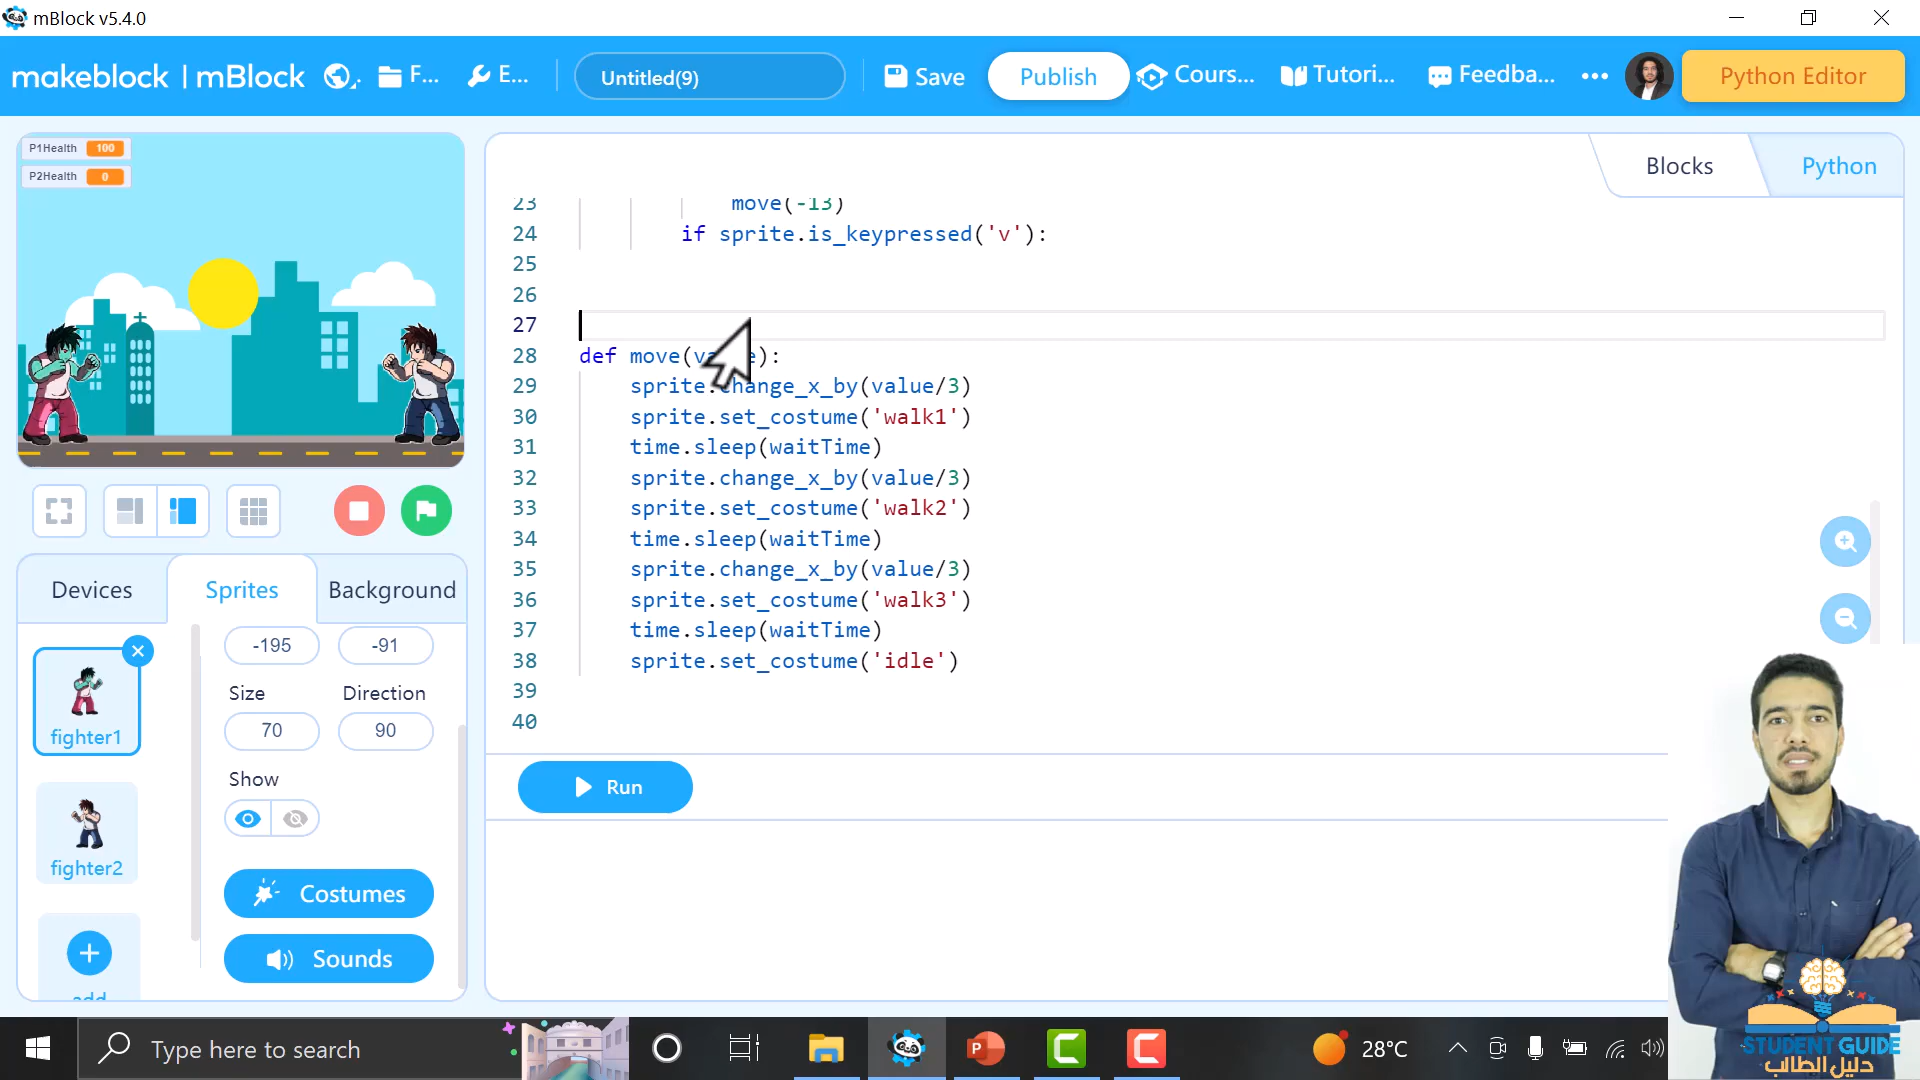 mBlock v5.4.0
makeblock | mBlock
F...
E...
Untitled(9)
Save
Publish
Cours...
Tutori...
Feedba...
Python Editor
P1Health 100
P2Health 0
Blocks
Python
23 move(-13)
24 if sprite.is_keypressed('v'):
25
26
27
28 def move(va e):
29 sprite.change_x_by(value/3)
30 sprite.set_costume('walk1')
31 time.sleep(waitTime)
32 sprite.change_x_by(value/3)
33 sprite.set_costume('walk2')
34 time.sleep(waitTime)
35 sprite.change_x_by(value/3)
36 sprite.set_costume('walk3')
37 time.sleep(waitTime)
38 sprite.set_costume('idle')
39
40
Devices
Sprites
Background
-195
-91
Size
Direction
70
90
Show
fighter1
fighter2
add
Costumes
Sounds
Run
Type here to search
28°C
STUDENT GUIDE
دليل الطالب